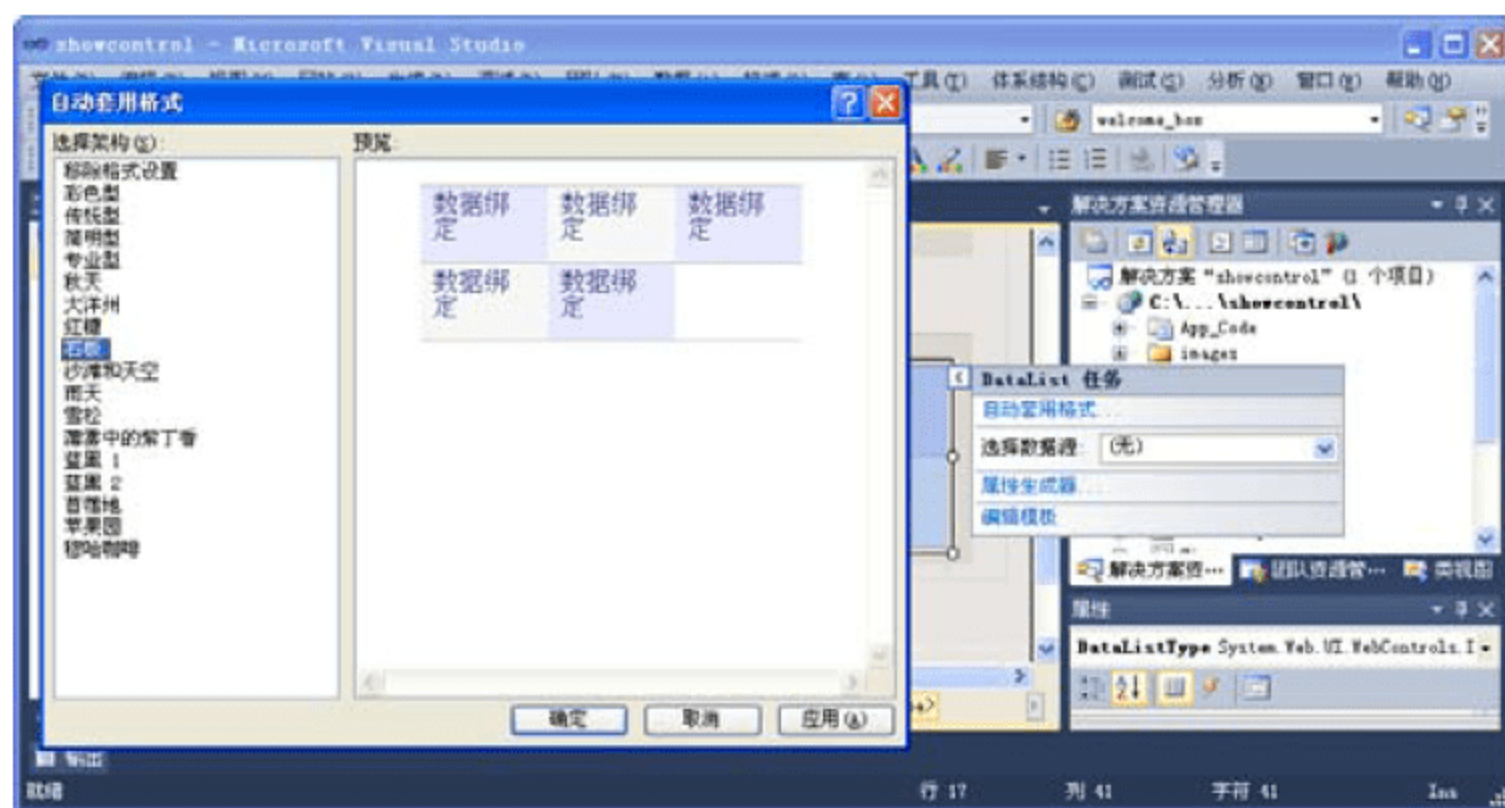 showcontrol - Microsoft Visual Studio
工具(T) 体系结构(C) 测试(S) 分析(N) 窗口(W) 帮助(H)
自动套用格式
选择架构(S):
预览:
welcome_box
移除格式设置
彩色型
传统型
简明型
专业型
秋天
大洋州
红糖
石板
沙滩和天空
雨天
雪松
薄雾中的紫丁香
蓝黑 1
蓝黑 2
苜蓿地
苹果园
穆哈咖啡
数据绑定 数据绑定 数据绑定
数据绑定 数据绑定
确定 取消 应用(A)
解决方案资源管理器
解决方案"showcontrol"(1 个项目)
C:\...\showcontrol\
App_Code
images
DataList 任务
自动套用格式...
选择数据源: (无)
属性生成器...
编辑模板
解决方案资… 团队资源管… 类视图
属性
DataListType System.Web.UI.WebControls.I
输出
就绪 行 17 列 41 字符 41 Ins